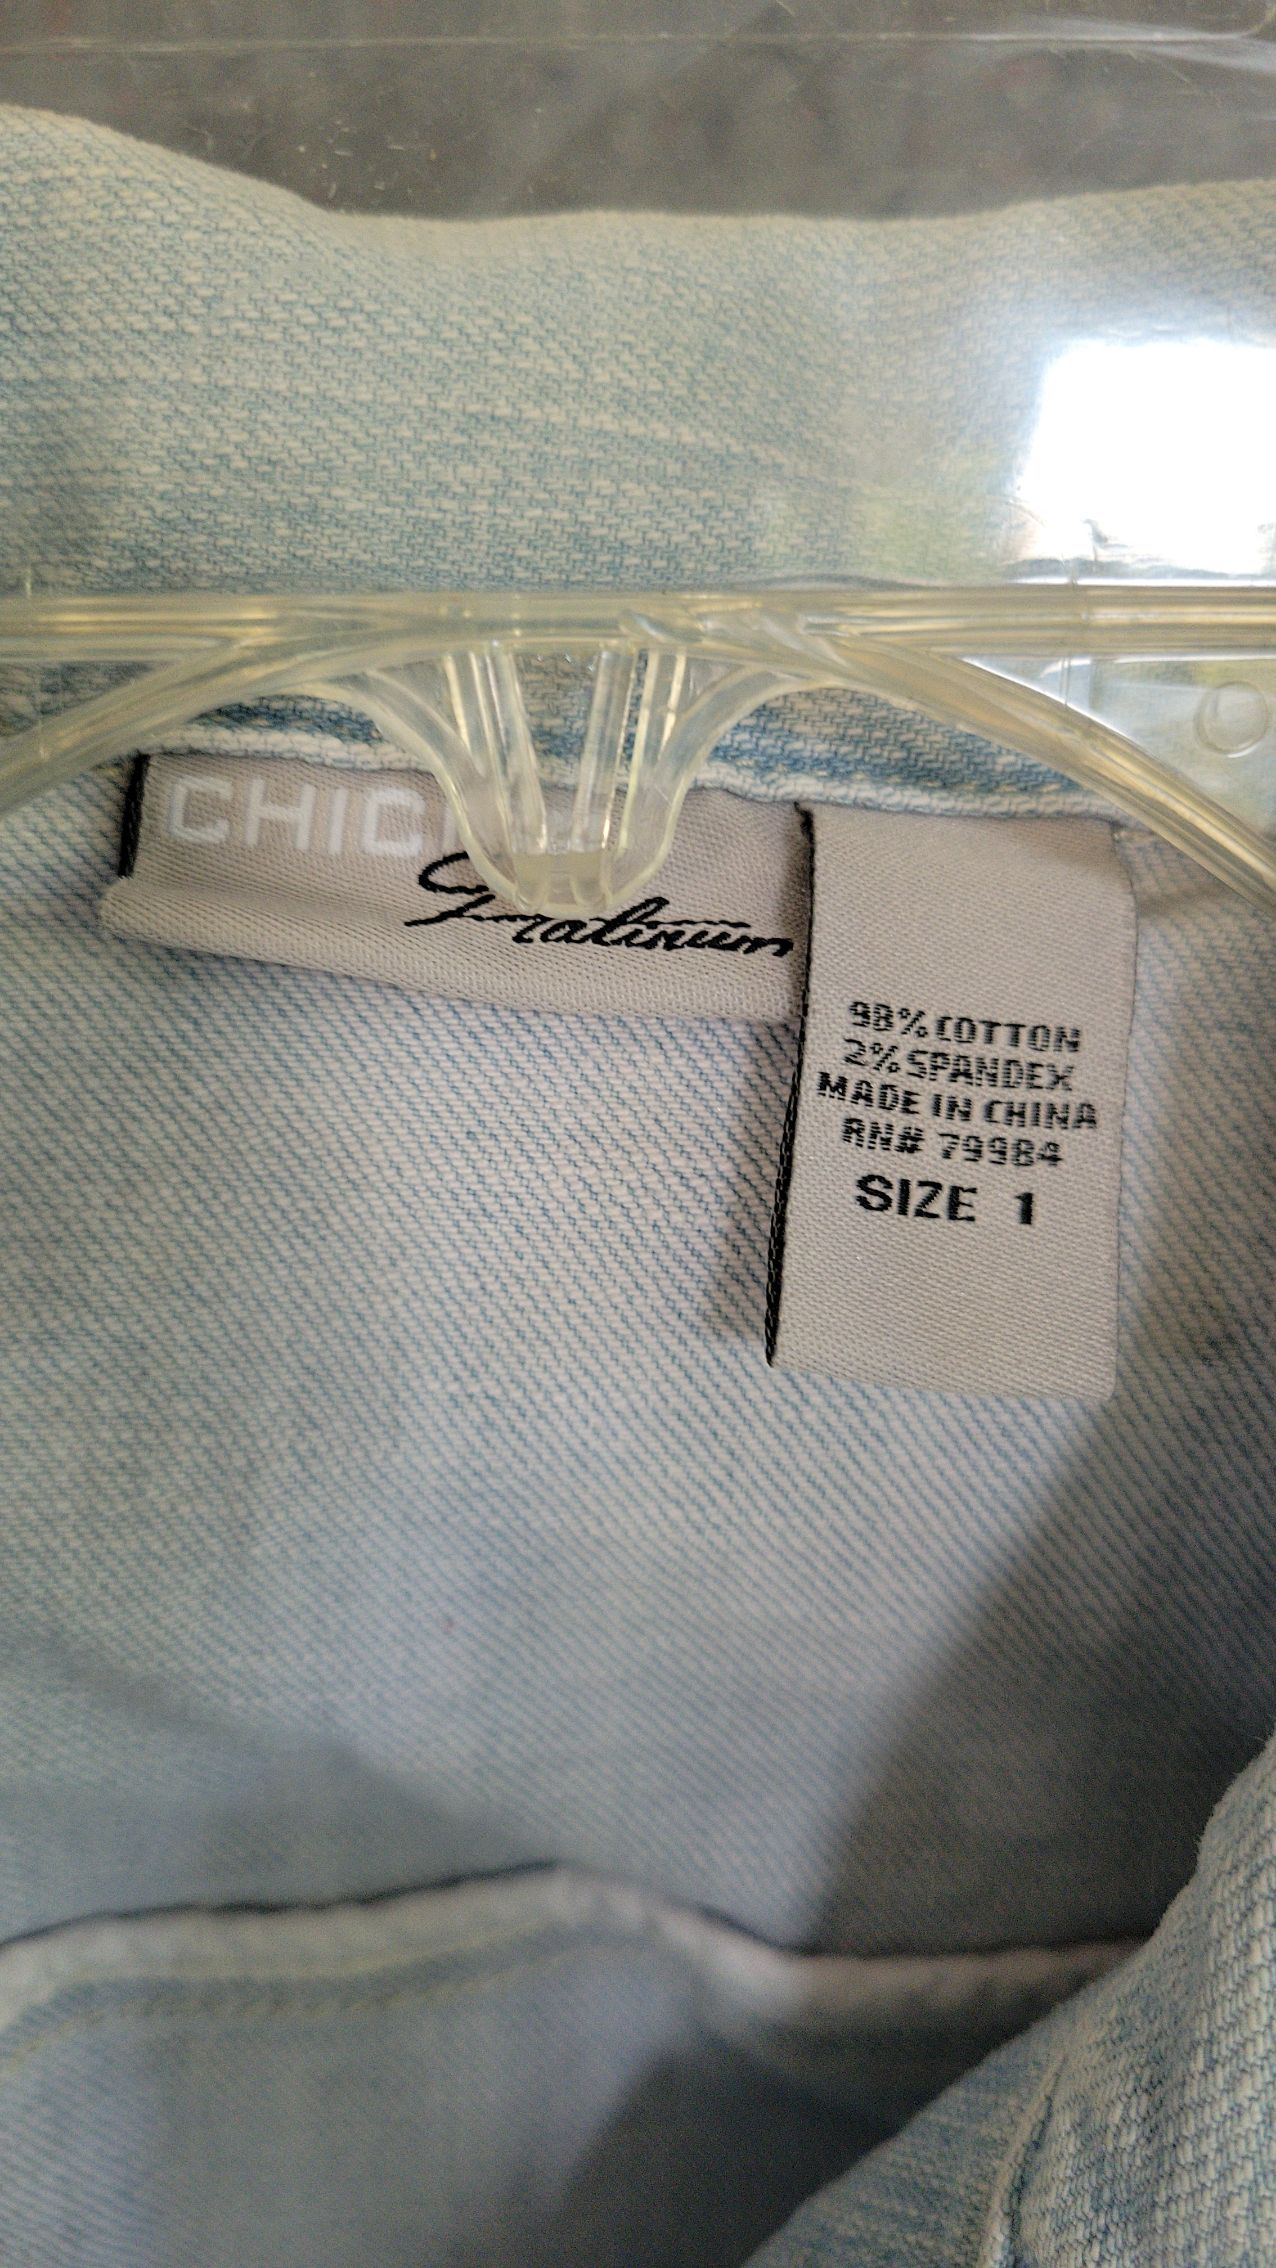 CHIC
Platinum
98% COTTON
2% SPANDEX
MADE IN CHINA
RN# 79984
SIZE 1